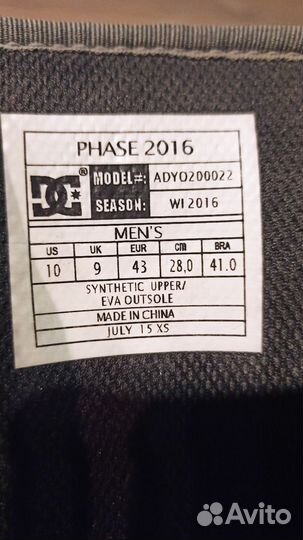 PHASE 2016
DC ® MODEL#: ADYO200022
SEASON: WI 2016
MEN'S
US UK EUR cm BRA
10 9 43 28,0 41.0
SYNTHETIC UPPER/
EVA OUTSOLE
MADE IN CHINA
JULY 15 XS
Avito